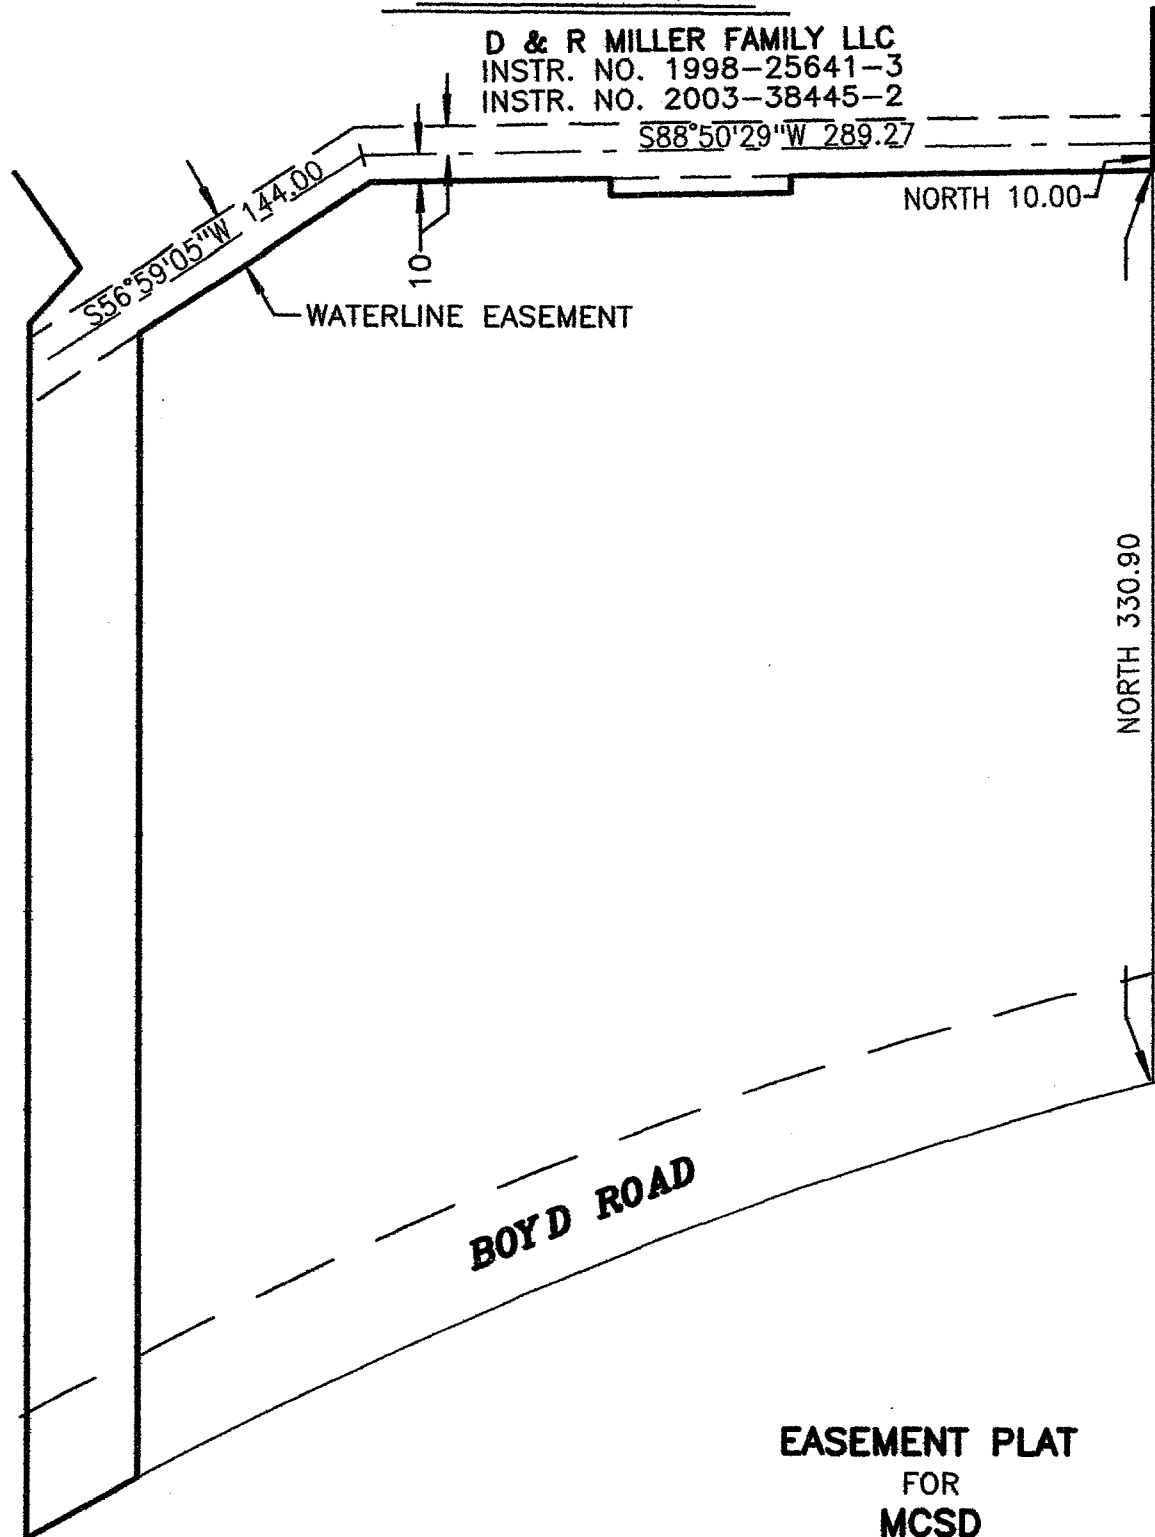 D & R MILLER FAMILY LLC
INSTR. NO. 1998-25641-3
INSTR. NO. 2003-38445-2
S88°50'29"W 289.27
NORTH 10.00
S56°59'05"W 144.00
10
WATERLINE EASEMENT
NORTH 330.90
BOYD ROAD
EASEMENT PLAT
FOR
MCSD